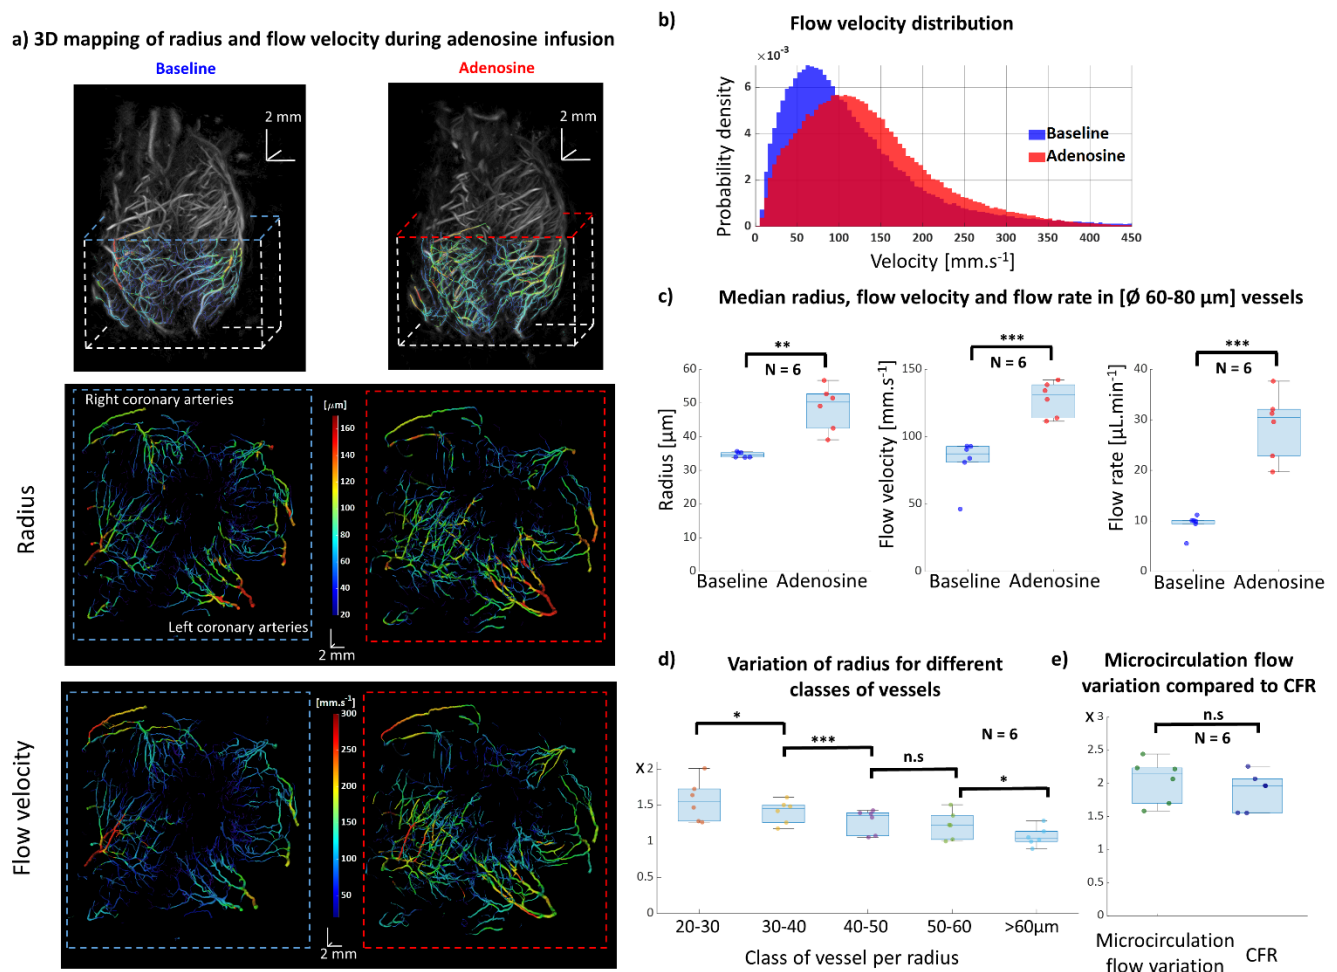 a) 3D mapping of radius and flow velocity during adenosine infusion
Baseline
Adenosine
2 mm
2 mm
Radius
Right coronary arteries
Left coronary arteries
[μm]
160
140
120
100
80
60
40
20
2 mm
Flow velocity
[mm.s⁻¹]
300
250
200
150
100
50
2 mm
b)
Flow velocity distribution
×10⁻³
Probability density
6
4
2
0
0
50
100
150
200
250
300
350
400
450
Velocity [mm.s⁻¹]
Baseline
Adenosine
c)
Median radius, flow velocity and flow rate in [Ø 60-80 µm] vessels
**
N = 6
Radius [µm]
60
50
40
30
20
10
0
Baseline
Adenosine
***
N = 6
Flow velocity [mm.s⁻¹]
150
100
50
0
Baseline
Adenosine
***
N = 6
Flow rate [µL.min⁻¹]
40
30
20
10
0
Baseline
Adenosine
d)
Variation of radius for different
classes of vessels
*
***
n.s
*
N = 6
X 2
1.5
1
0.5
0
20-30
30-40
40-50
50-60
>60µm
Class of vessel per radius
e)
Microcirculation flow
variation compared to CFR
n.s
N = 6
X 3
2.5
2
1.5
1
0.5
0
Microcirculation
flow variation
CFR